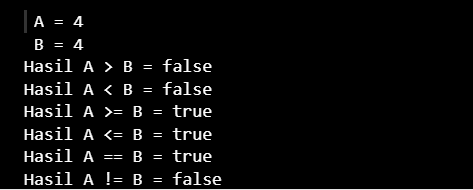 A = 4
B = 4
Hasil A > B = false
Hasil A < B = false
Hasil A >= B = true
Hasil A <= B = true
Hasil A == B = true
Hasil A != B = false